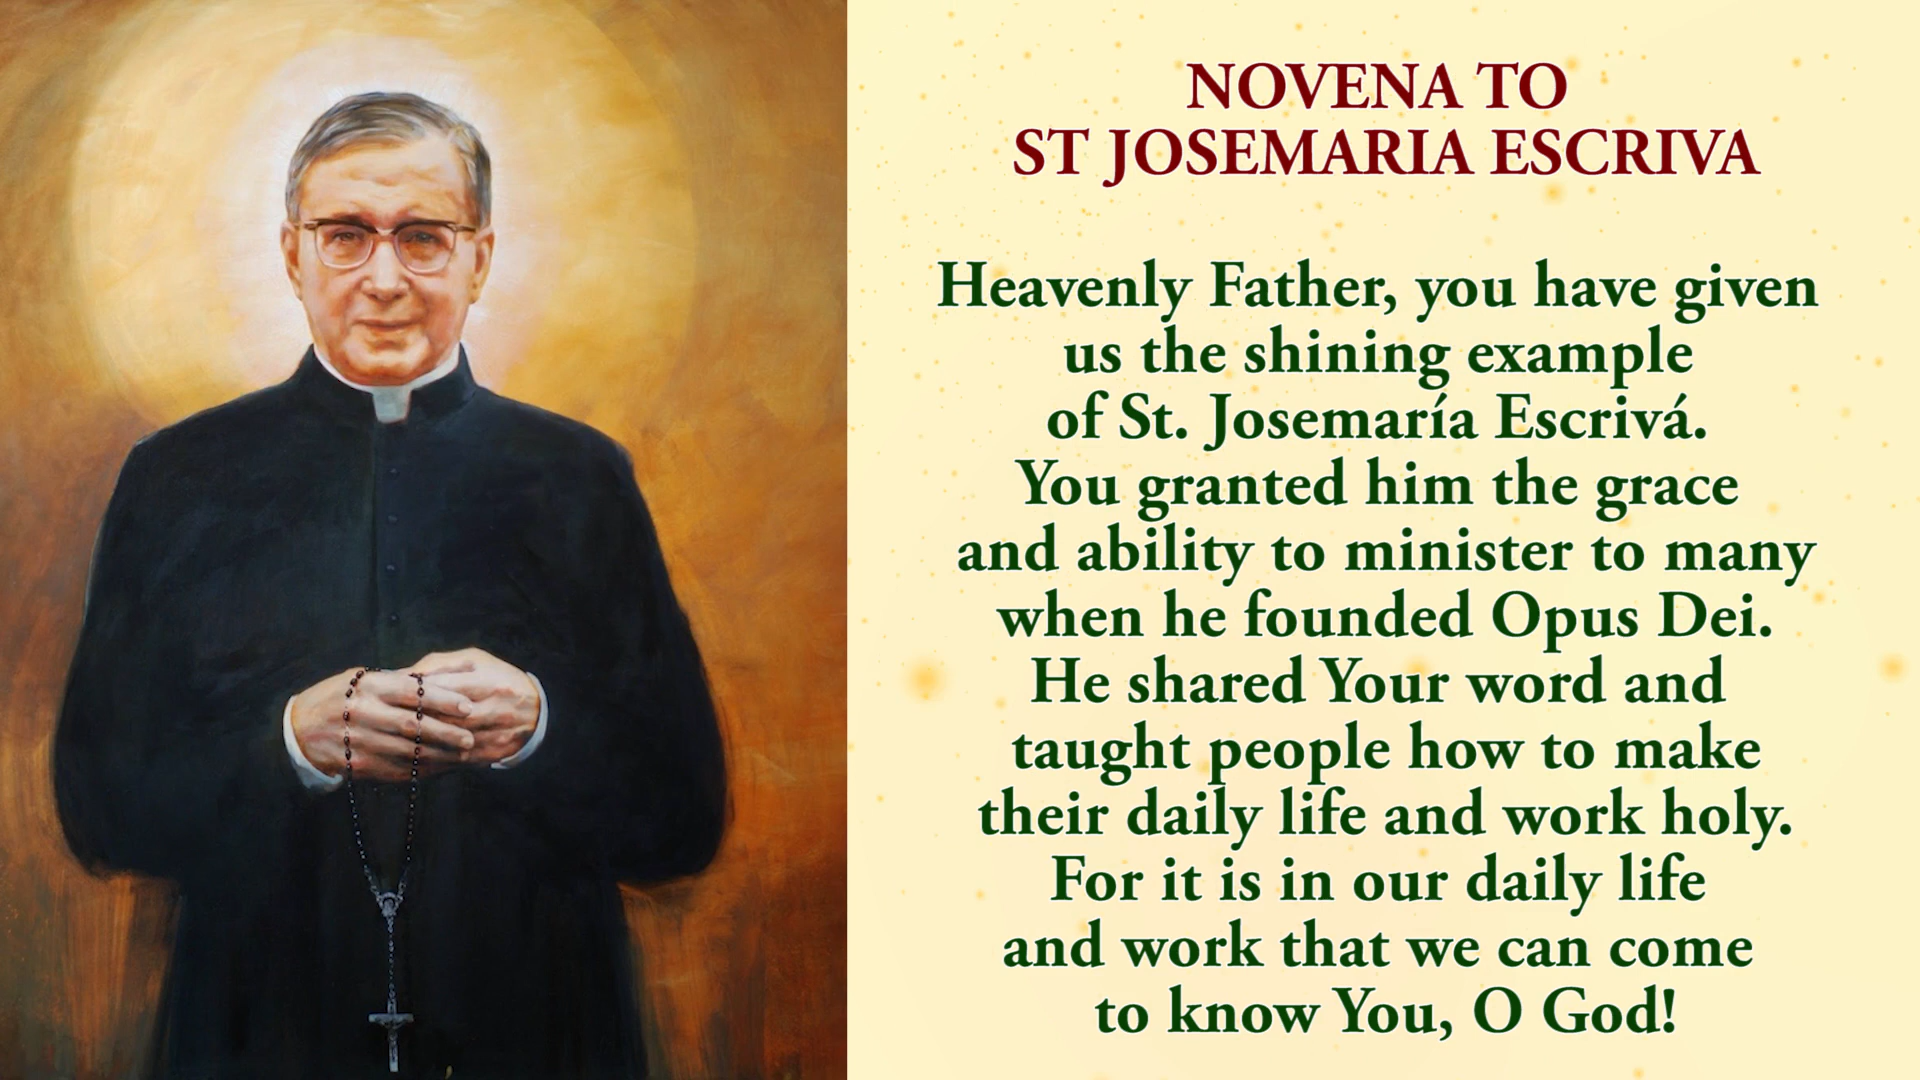 NOVENA TO
ST JOSEMARIA ESCRIVA
Heavenly Father, you have given
us the shining example
of St. Josemaría Escrivá.
You granted him the grace
and ability to minister to many
when he founded Opus Dei.
He shared Your word and
taught people how to make
their daily life and work holy.
For it is in our daily life
and work that we can come
to know You, O God!